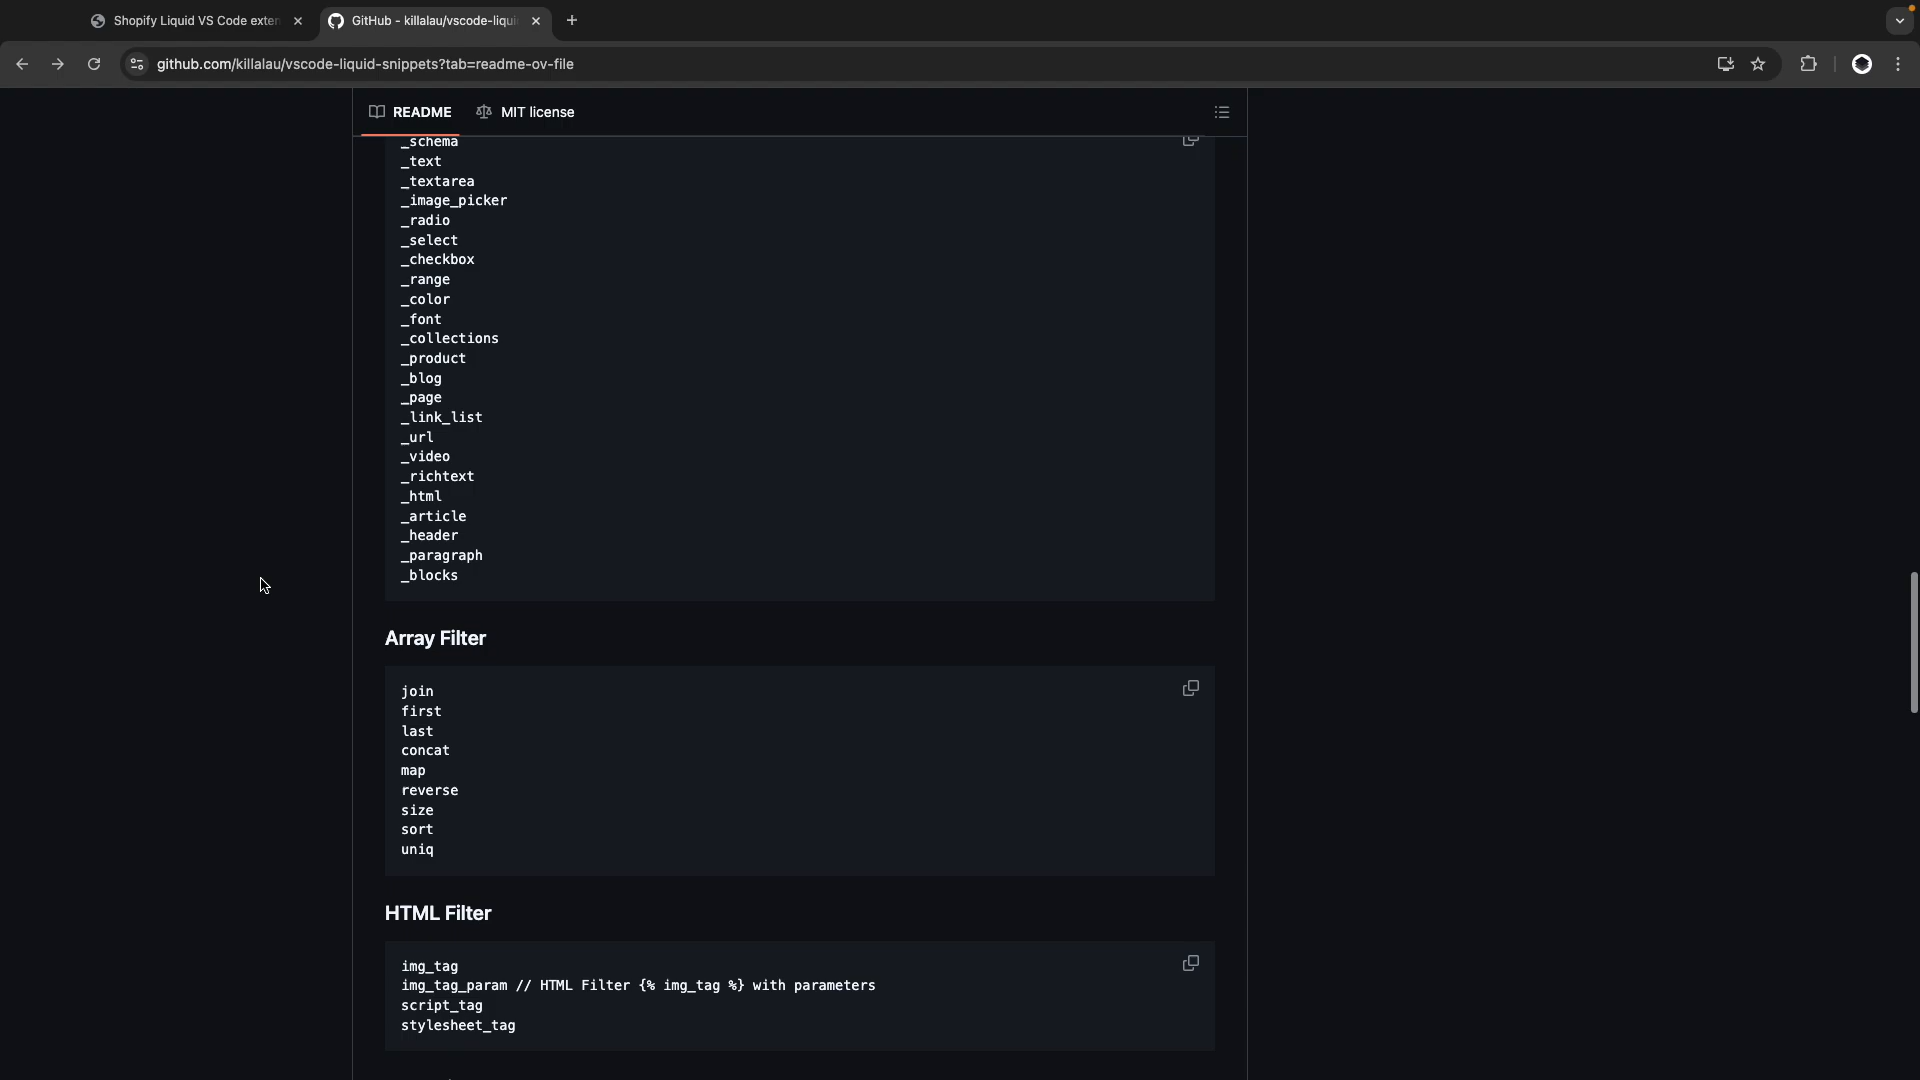 Shopify Liquid VS Code exten
GitHub - killalau/vscode-liqui
github.com/killalau/vscode-liquid-snippets?tab=readme-ov-file
README
MIT license
_schema
_text
_textarea
_image_picker
_radio
_select
_checkbox
_range
_color
_font
_collections
_product
_blog
_page
_link_list
_url
_video
_richtext
_html
_article
_header
_paragraph
_blocks
Array Filter
join
first
last
concat
map
reverse
size
sort
uniq
HTML Filter
img_tag
img_tag_param // HTML Filter {% img_tag %} with parameters
script_tag
stylesheet_tag